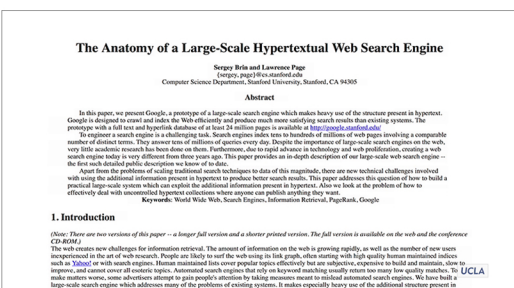 The Anatomy of a Large-Scale Hypertextual Web Search Engine
Sergey Brin and Lawrence Page
{sergey, page}@cs.stanford.edu
Computer Science Department, Stanford University, Stanford, CA 94305
Abstract
In this paper, we present Google, a prototype of a large-scale search engine which makes heavy use of the structure present in hypertext.
Google is designed to crawl and index the Web efficiently and produce much more satisfying search results than existing systems. The
prototype with a full text and hyperlink database of at least 24 million pages is available at http://google.stanford.edu/
To engineer a search engine is a challenging task. Search engines index tens to hundreds of millions of web pages involving a comparable
number of distinct terms. They answer tens of millions of queries every day. Despite the importance of large-scale search engines on the web,
very little academic research has been done on them. Furthermore, due to rapid advance in technology and web proliferation, creating a web
search engine today is very different from three years ago. This paper provides an in-depth description of our large-scale web search engine --
the first such detailed public description we know of to date.
Apart from the problems of scaling traditional search techniques to data of this magnitude, there are new technical challenges involved
with using the additional information present in hypertext to produce better search results. This paper addresses this question of how to build a
practical large-scale system which can exploit the additional information present in hypertext. Also we look at the problem of how to
effectively deal with uncontrolled hypertext collections where anyone can publish anything they want.
Keywords: World Wide Web, Search Engines, Information Retrieval, PageRank, Google
1. Introduction
(Note: There are two versions of this paper -- a longer full version and a shorter printed version. The full version is available on the web and the conference
CD-ROM.)
The web creates new challenges for information retrieval. The amount of information on the web is growing rapidly, as well as the number of new users
inexperienced in the art of web research. People are likely to surf the web using its link graph, often starting with high quality human maintained indices
such as Yahoo! or with search engines. Human maintained lists cover popular topics effectively but are subjective, expensive to build and maintain, slow to
improve, and cannot cover all esoteric topics. Automated search engines that rely on keyword matching usually return too many low quality matches. To
make matters worse, some advertisers attempt to gain people's attention by taking measures meant to mislead automated search engines. We have built a
large-scale search engine which addresses many of the problems of existing systems. It makes especially heavy use of the additional structure present in
UCLA